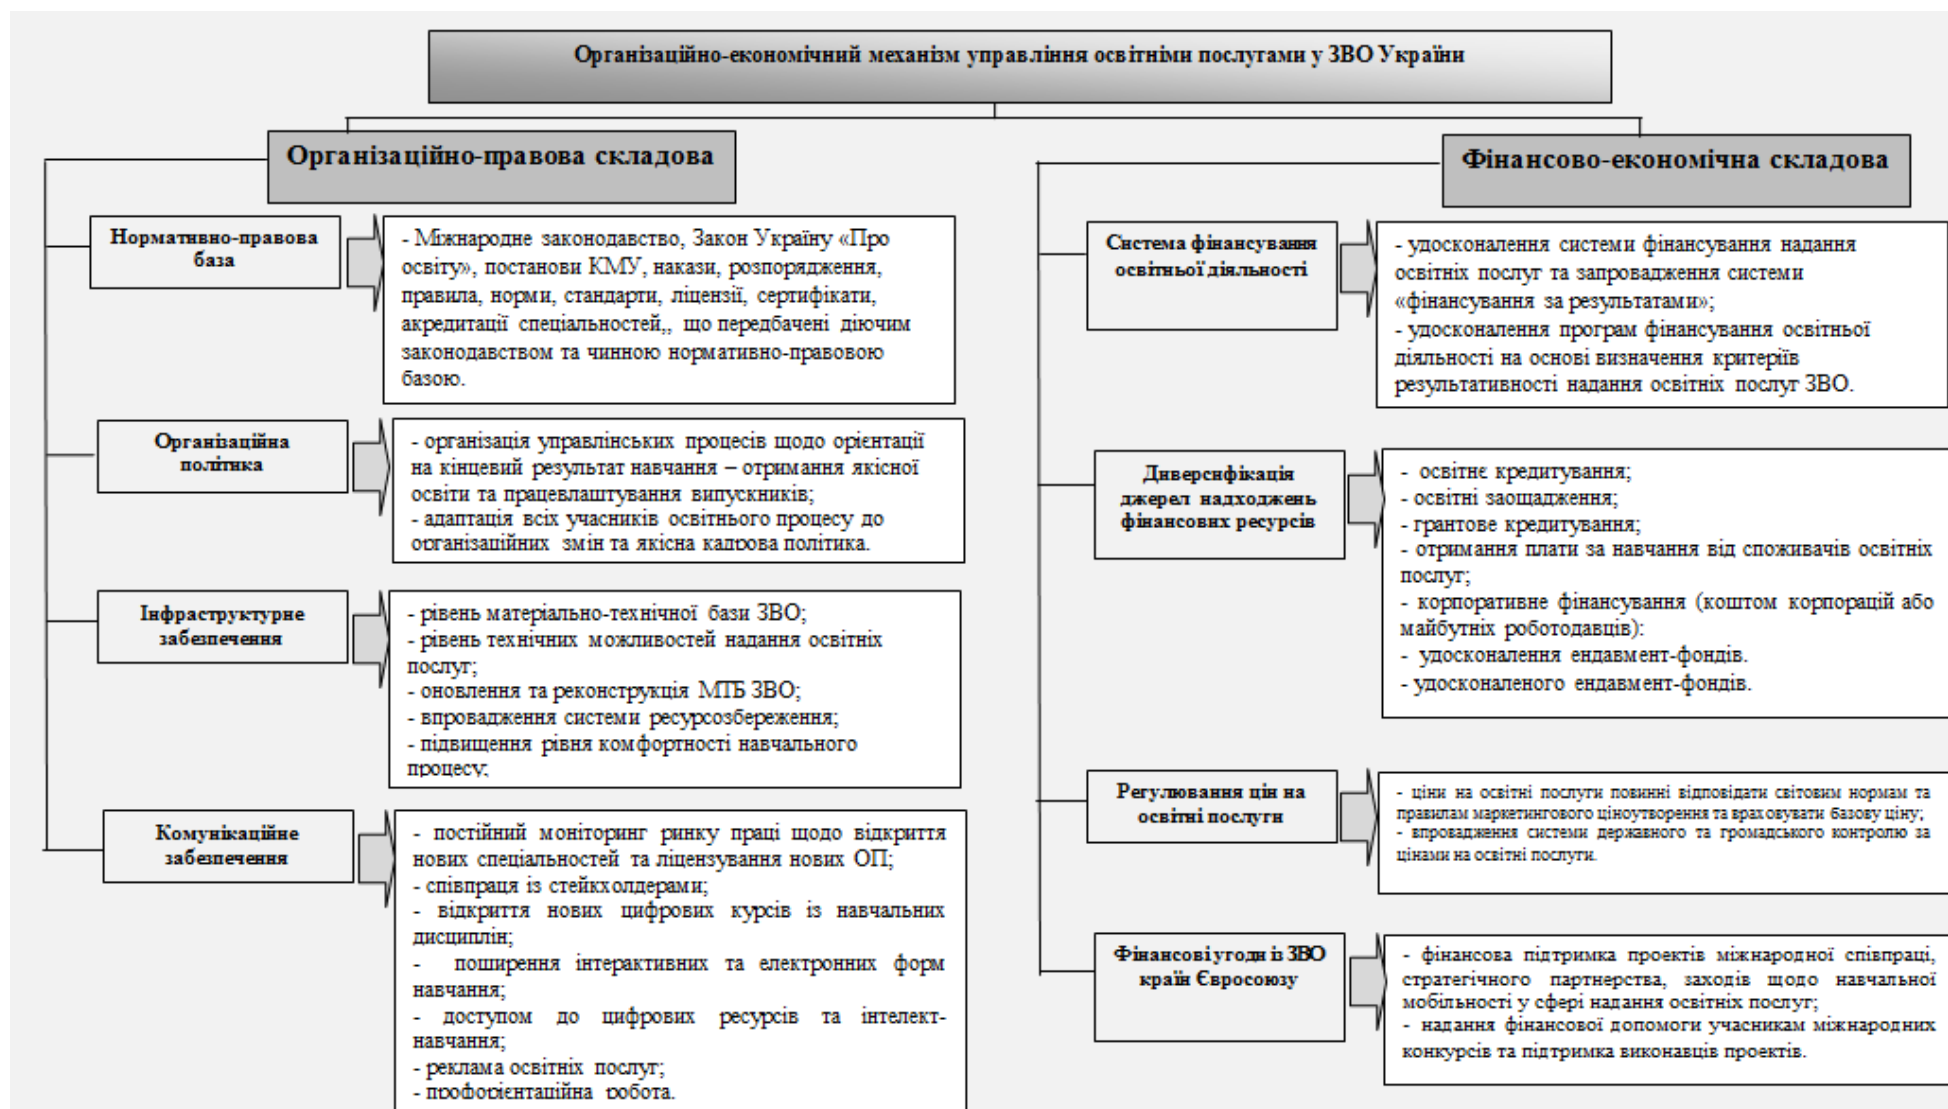 Організаційно-економічний механізм управління освітніми послугами у ЗВО України
Організаційно-правова складова
Нормативно-правова
база
- Міжнародне законодавство, Закон Україну «Про
освіту», постанови КМУ, накази, розпорядження,
правила, норми, стандарти, ліцензії, сертифікати,
акредитації спеціальностей,, що передбачені діючим
законодавством та чинною нормативно-правовою
базою.
Організаційна
політика
- організація управлінських процесів щодо орієнтації
на кінцевий результат навчання – отримання якісної
освіти та працевлаштування випускників;
- адаптація всіх учасників освітнього процесу до
організаційних змін та якісна кадрова політика.
Інфраструктурне
забезпечення
- рівень матеріально-технічної бази ЗВО;
- рівень технічних можливостей надання освітніх
послуг;
- оновлення та реконструкція МТБ ЗВО;
- впровадження системи ресурсозбереження;
- підвищення рівня комфортності навчального
процесу;
Комунікаційне
забезпечення
- постійний моніторинг ринку праці щодо відкриття
нових спеціальностей та ліцензування нових ОП;
- співпраця із стейкхолдерами;
- відкриття нових цифрових курсів із навчальних
дисциплін;
- поширення інтерактивних та електронних форм
навчання;
- доступом до цифрових ресурсів та інтелект-
навчання;
- реклама освітніх послуг;
- профорієнтаційна робота.
Фінансово-економічна складова
Система фінансування
освітньої діяльності
- удосконалення системи фінансування надання
освітніх послуг та запровадження системи
«фінансування за результатами»;
- удосконалення програм фінансування освітньої
діяльності на основі визначення критеріїв
результативності надання освітніх послуг ЗВО.
Диверсифікація
джерел надходжень
фінансових ресурсів
- освітнє кредитування;
- освітні заощадження;
- грантове кредитування;
- отримання плати за навчання від споживачів освітніх
послуг;
- корпоративне фінансування (коштом корпорацій або
майбутніх роботодавців):
- удосконалення ендавмент-фондів.
- удосконаленого ендавмент-фондів.
Регулювання цін на
освітні послуги
- ціни на освітні послуги повинні відповідати світовим нормам та
правилам маркетингового ціноутворення та враховувати базову ціну;
- впровадження системи державного та громадського контролю за
цінами на освітні послуги.
Фінансові угоди із ЗВО
країн Євросоюзу
- фінансова підтримка проектів міжнародної співпраці,
стратегічного партнерства, заходів щодо навчальної
мобільності у сфері надання освітніх послуг;
- надання фінансової допомоги учасникам міжнародних
конкурсів та підтримка виконавців проектів.